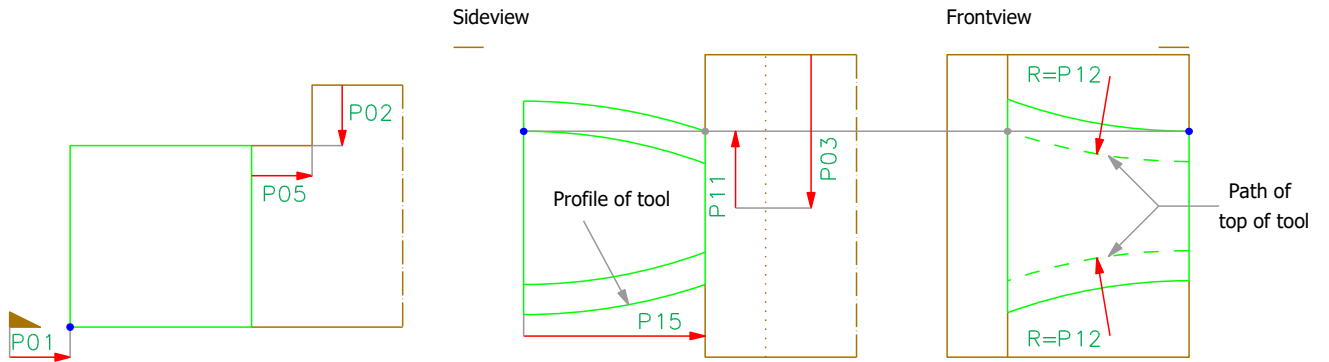 Sideview
Frontview
R=P12
P02
P03
P11
P05
Profile of tool
Path of
top of tool
P15
P01
R=P12